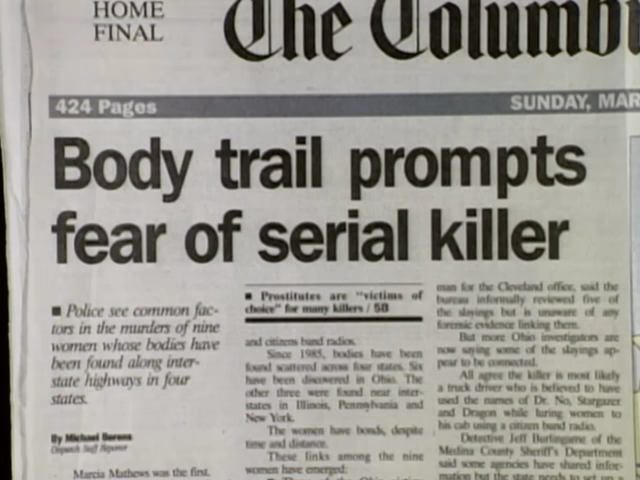 HOME
FINAL
The Columb
424 Pages
SUNDAY, MAR
Body trail prompts
fear of serial killer
■ Police see common fac-
tors in the murders of nine
women whose bodies have
been found along inter-
state highways in four
states.
By Michael Berens
Dispatch Staff Reporter
Marcia Mathews was the first.
■ Prostitutes are "victims of
choice" for many killers / 5B
and citizens band radios.
Since 1985, bodies have been
found scattered across four states. Six
have been discovered in Ohio. The
other three were found near inter-
states in Illinois, Pennsylvania and
New York.
The women have bonds, despite
time and distance.
These links among the nine
women have emerged:
man for the Cleveland office, said the
bureau informally reviewed five of
the slayings but is unaware of any
forensic evidence linking them.
But more Ohio investigators are
now saying some of the slayings ap-
pear to be connected.
All agree the killer is most likely
a truck driver who is believed to have
used the names of Dr. No, Stargazer
and Dragon while luring women to
his cab using a citizen band radio.
Detective Jeff Burlingame of the
Medina County Sheriff's Department
said some agencies have shared infor-
mation but the state needs to set up a